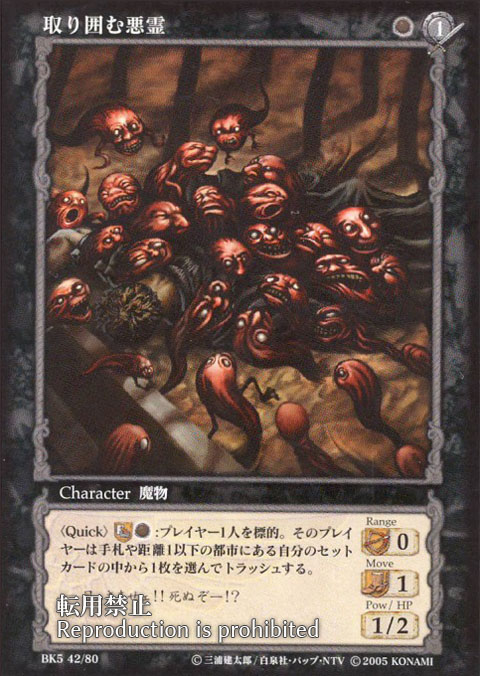 取り囲む悪霊
1
Character 魔物
〈Quick〉 :プレイヤー1人を標的。そのプレイ
ヤーは手札や距離1以下の都市にある自分のセット
カードの中から1枚を選んでトラッシュする。
!! 死ぬぞー!?
Range
0
Move
1
Pow/ HP
1/2
転用禁止
Reproduction is prohibited
BK5 42/80
©三浦建太郎/白泉社・バップ・NTV ©2005 KONAMI